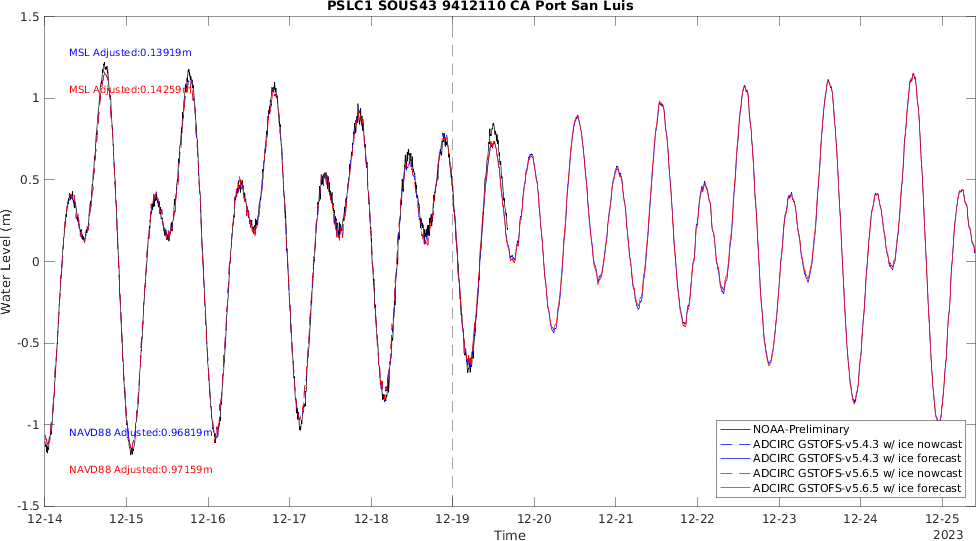 PSLC1 SOUS43 9412110 CA Port San Luis
1.5
1
0.5
0
-0.5
-1
-1.5
Water Level (m)
MSL Adjusted:0.13919m
MSL Adjusted:0.14259m
NAVD88 Adjusted:0.96819m
NAVD88 Adjusted:0.97159m
NOAA-Preliminary
ADCIRC GSTOFS-v5.4.3 w/ ice nowcast
ADCIRC GSTOFS-v5.4.3 w/ ice forecast
ADCIRC GSTOFS-v5.6.5 w/ ice nowcast
ADCIRC GSTOFS-v5.6.5 w/ ice forecast
12-14 12-15 12-16 12-17 12-18 12-19 12-20 12-21 12-22 12-23 12-24 12-25
Time
2023